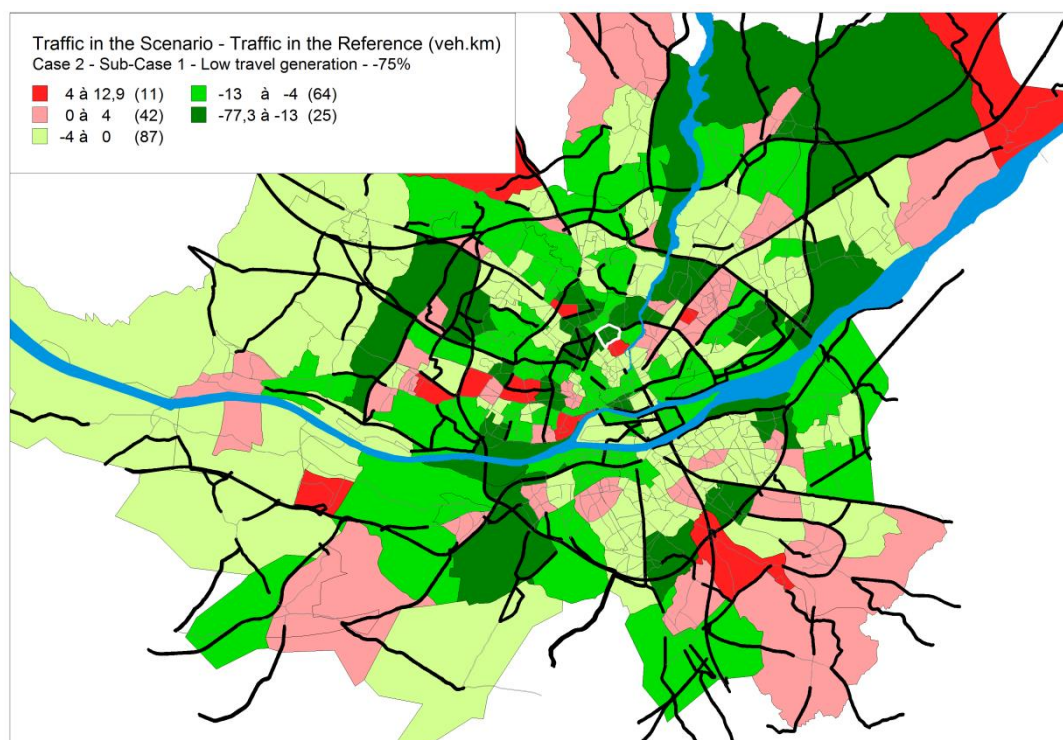 Traffic in the Scenario - Traffic in the Reference (veh.km)
Case 2 - Sub-Case 1 - Low travel generation - -75%
4 à 12,9 (11)
0 à 4 (42)
-4 à 0 (87)
-13 à -4 (64)
-77,3 à -13 (25)